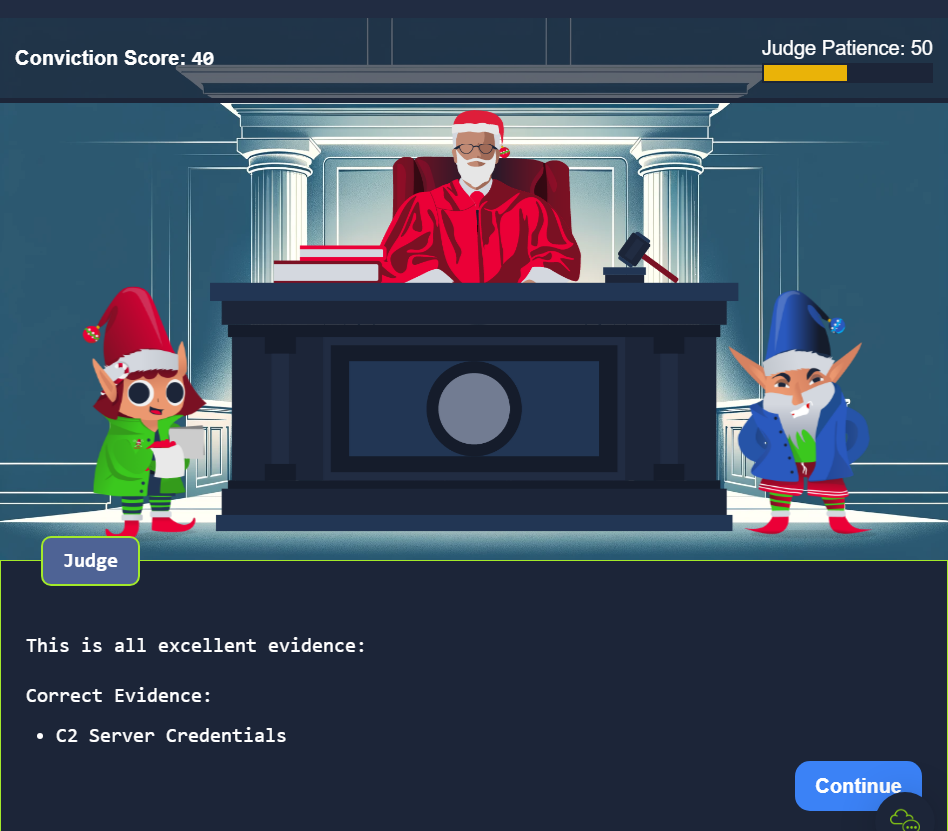 Conviction Score: 40
Judge Patience: 50
Judge
This is all excellent evidence:
Correct Evidence:
• C2 Server Credentials
Continue